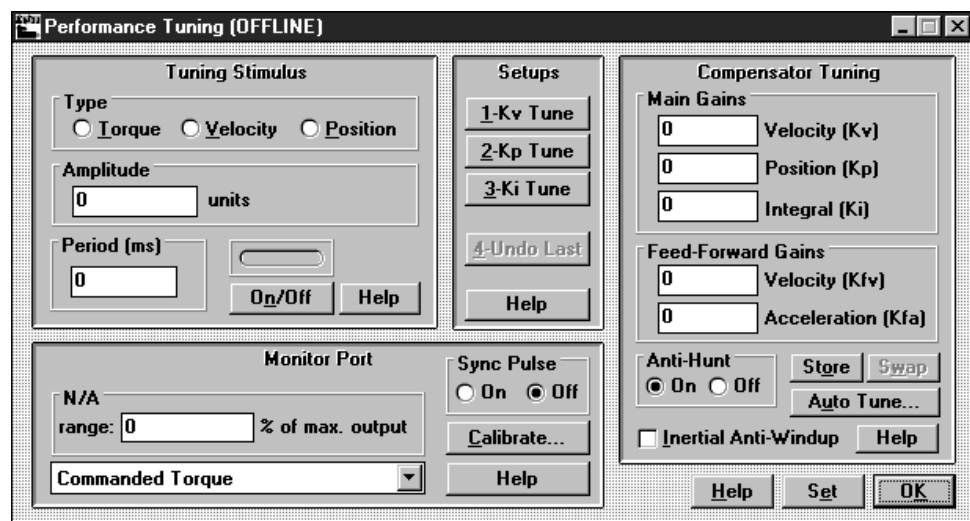 Performance Tuning (OFFLINE)
Tuning Stimulus
Type
Torque Velocity Position
Amplitude
0 units
Period (ms)
0
On/Off Help
Setups
1-Kv Tune
2-Kp Tune
3-Ki Tune
4-Undo Last
Help
Compensator Tuning
Main Gains
0 Velocity (Kv)
0 Position (Kp)
0 Integral (Ki)
Feed-Forward Gains
0 Velocity (Kfv)
0 Acceleration (Kfa)
Anti-Hunt
On Off
Store Swap
Auto Tune...
Inertial Anti-Windup Help
Monitor Port
N/A
range: 0 % of max. output
Commanded Torque
Sync Pulse
On Off
Calibrate...
Help
Help Set OK